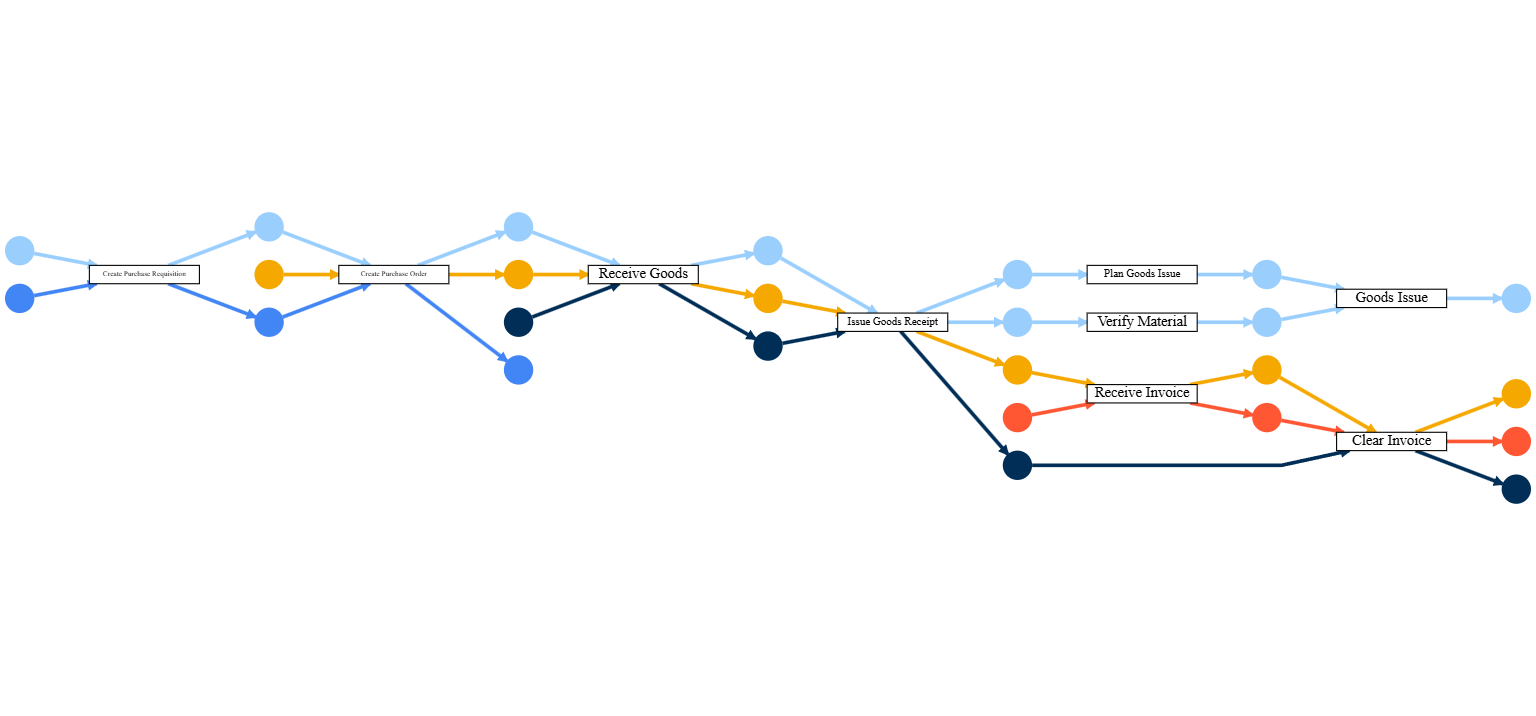 Create Purchase Requisition
Create Purchase Order
Receive Goods
Issue Goods Receipt
Plan Goods Issue
Verify Material
Receive Invoice
Goods Issue
Clear Invoice